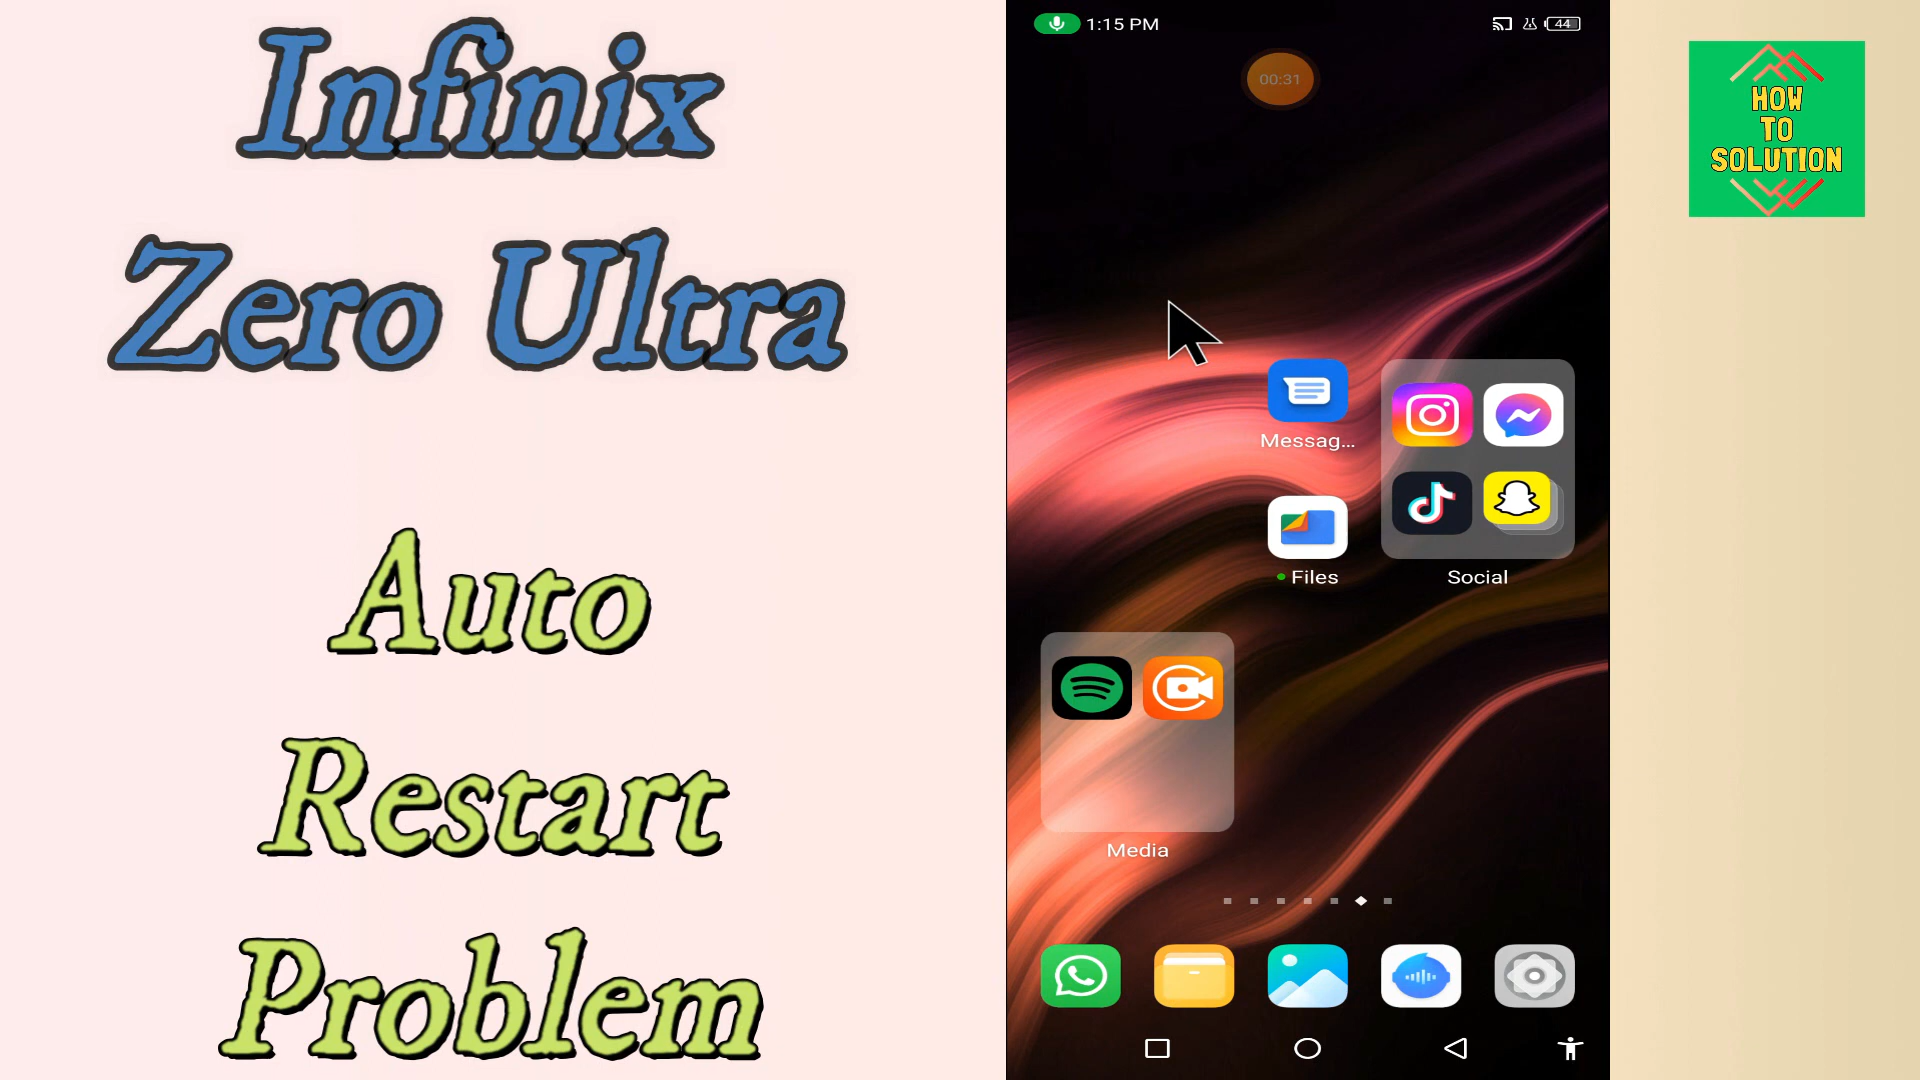 Infinix
Zero Ultra
Auto
Restart
Problem
1:15 PM
44
00:31
Messag...
Files
Social
Media
HOW
TO
SOLUTION